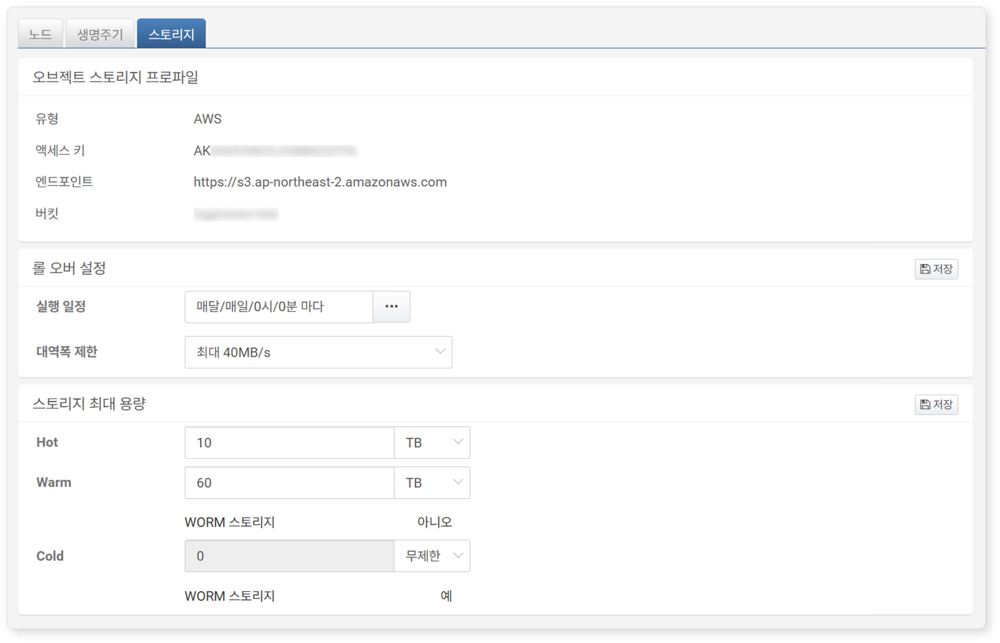 노드 생명주기 스토리지
오브젝트 스토리지 프로파일
유형 AWS
액세스 키 AK
엔드포인트 https://s3.ap-northeast-2.amazonaws.com
버킷
롤 오버 설정 저장
실행 일정 매달/매일/0시/0분 마다 •••
대역폭 제한 최대 40MB/s
스토리지 최대 용량 저장
Hot 10 TB
Warm 60 TB
WORM 스토리지 아니오
Cold 0 무제한
WORM 스토리지 예